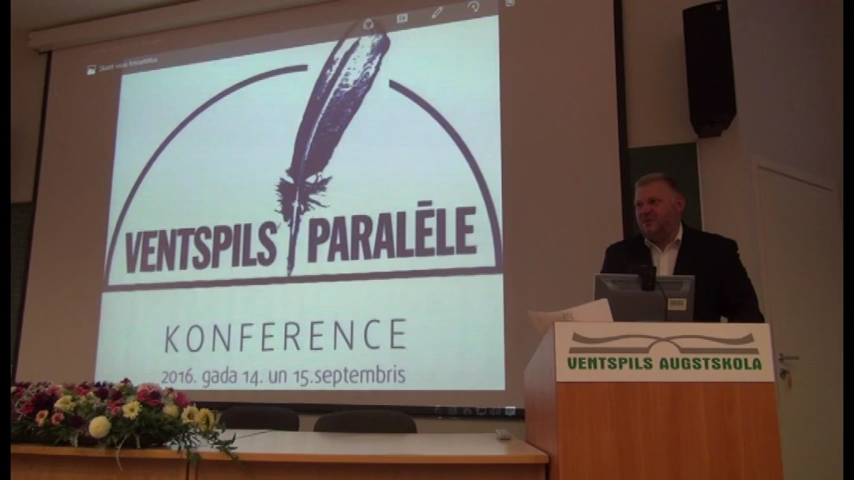 VENTSPILS PARALĒLE
KONFERENCE
2016. gada 14. un 15.septembris
VENTSPILS AUGSTSKOLA